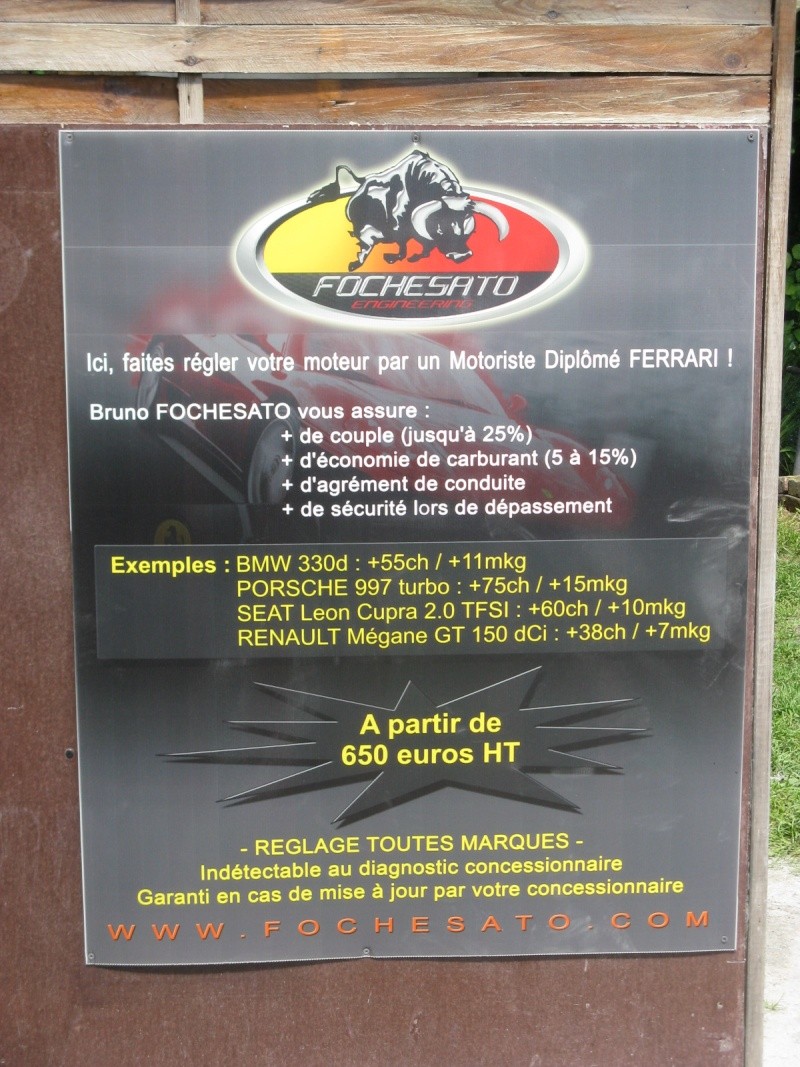 FOCHESATO
ENGINEERING
Ici, faites régler votre moteur par un Motoriste Diplômé FERRARI !
Bruno FOCHESATO vous assure :
+ de couple (jusqu'à 25%)
+ d'économie de carburant (5 à 15%)
+ d'agrément de conduite
+ de sécurité lors de dépassement
Exemples : BMW 330d : +55ch / +11mkg
PORSCHE 997 turbo : +75ch / +15mkg
SEAT Leon Cupra 2.0 TFSI : +60ch / +10mkg
RENAULT Mégane GT 150 dCi : +38ch / +7mkg
A partir de
650 euros HT
- REGLAGE TOUTES MARQUES -
Indétectable au diagnostic concessionnaire
Garanti en cas de mise à jour par votre concessionnaire
WWW.FOCHESATO.COM